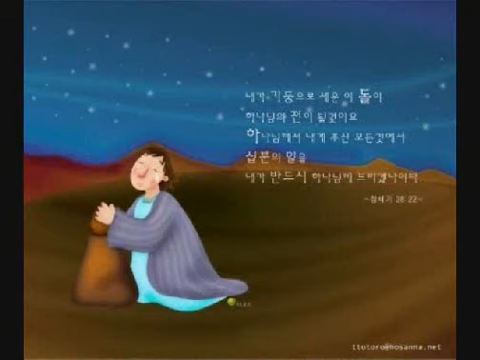 내가 기둥으로 세운 이 돌이
하나님의 전이 될것이요
하나님께서 내게 주신 모든것에서
십분의 일을
내가 반드시 하나님께 드리겠나이다
-창세기 28:22-
ttotoro@hosanna.net